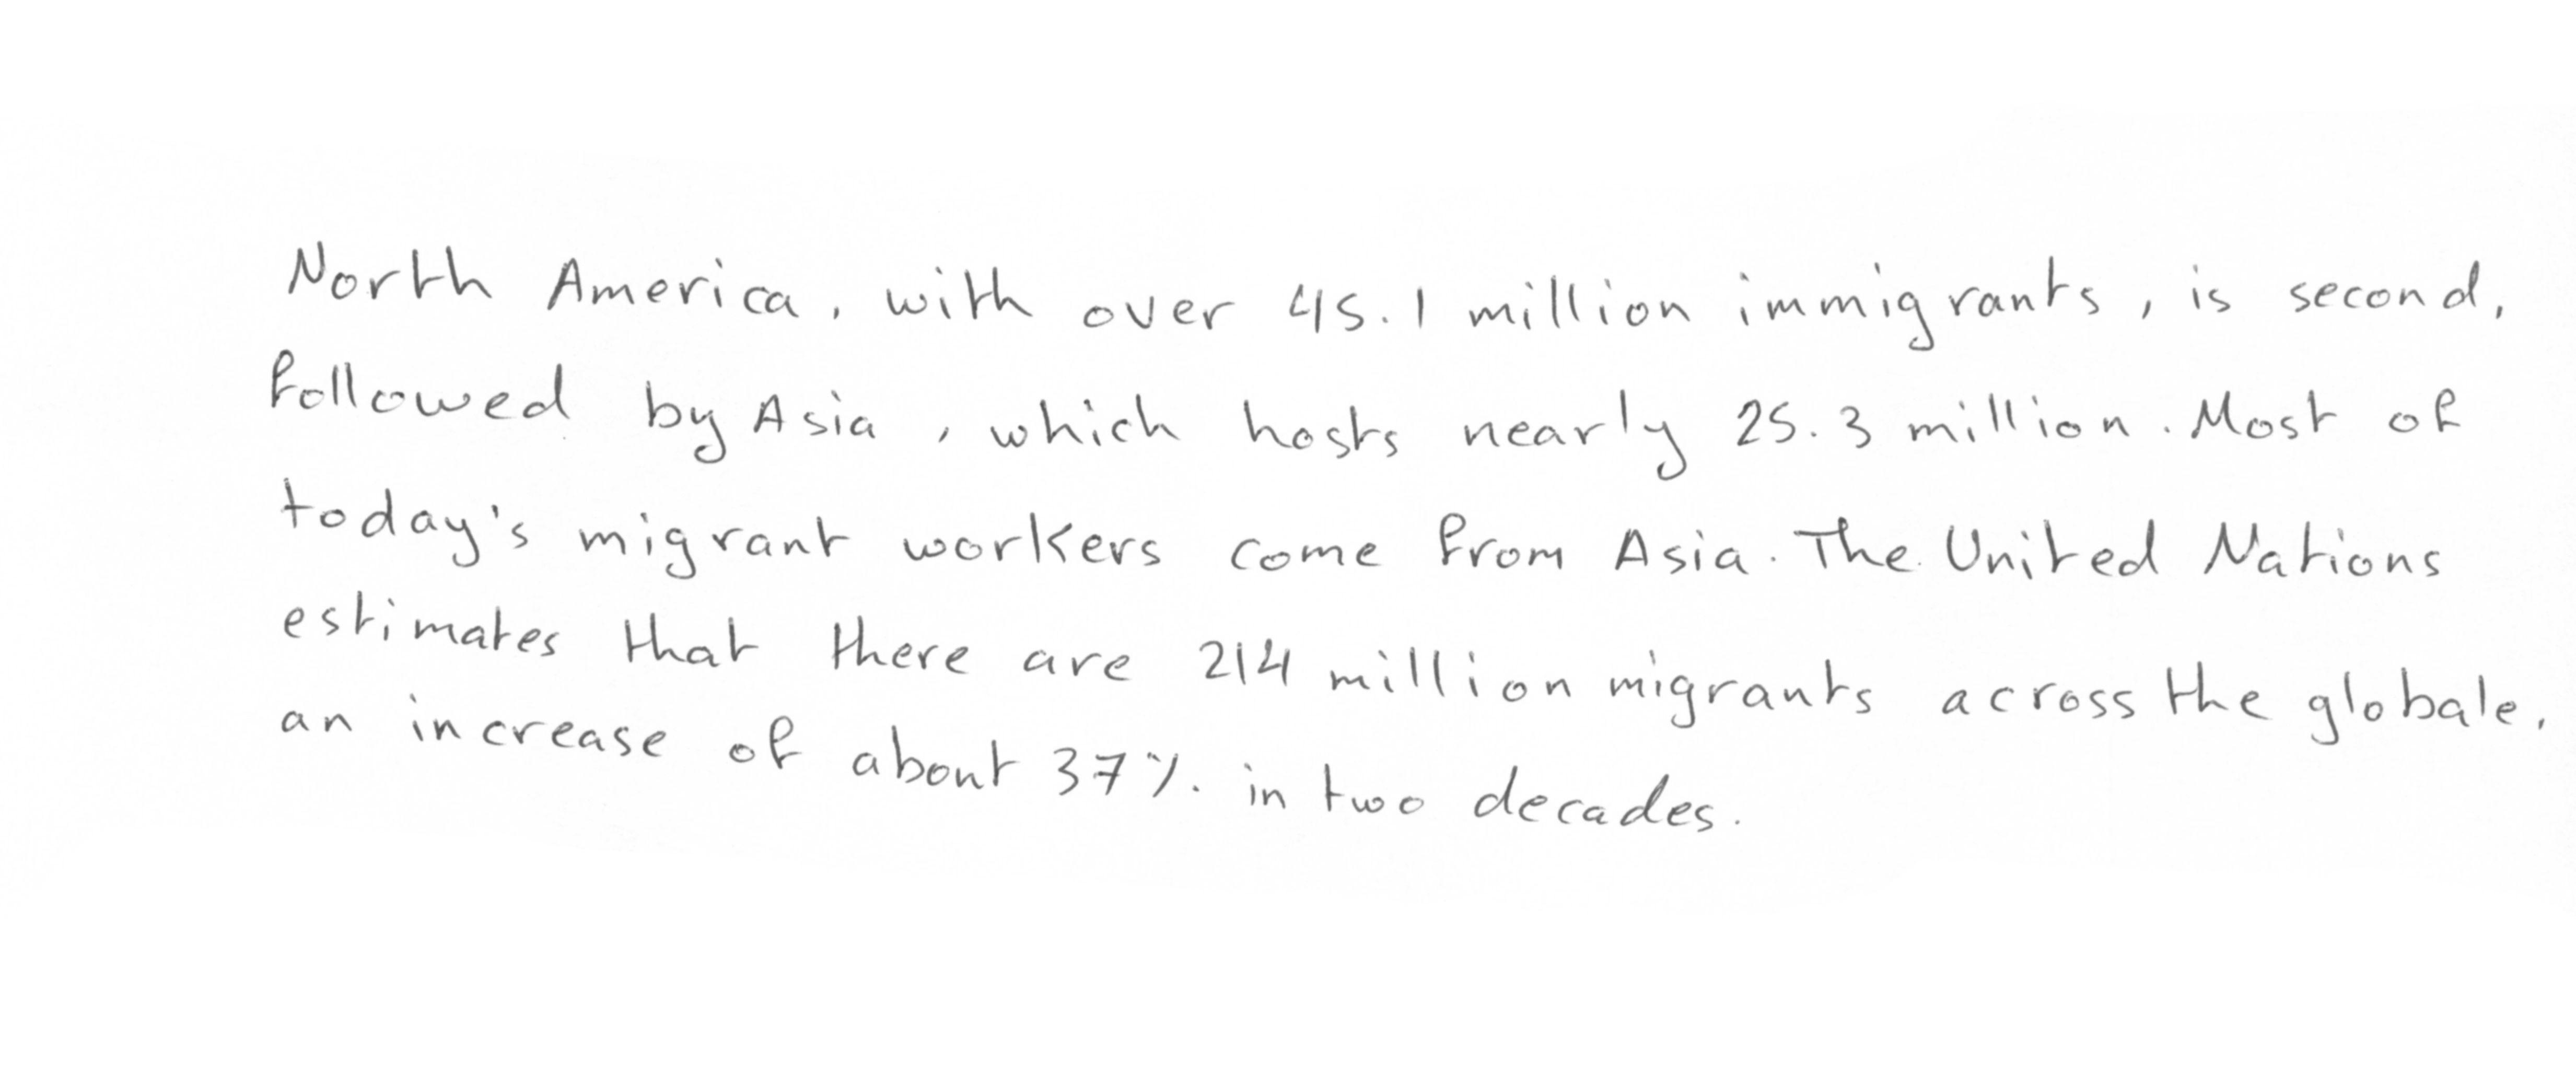 North America, with over 45.1 million immigrants, is second,
followed by Asia, which hosts nearly 25.3 million. Most of
today's migrant workers come from Asia. The United Nations
estimates that there are 214 million migrants across the globale,
an increase of about 37% in two decades.